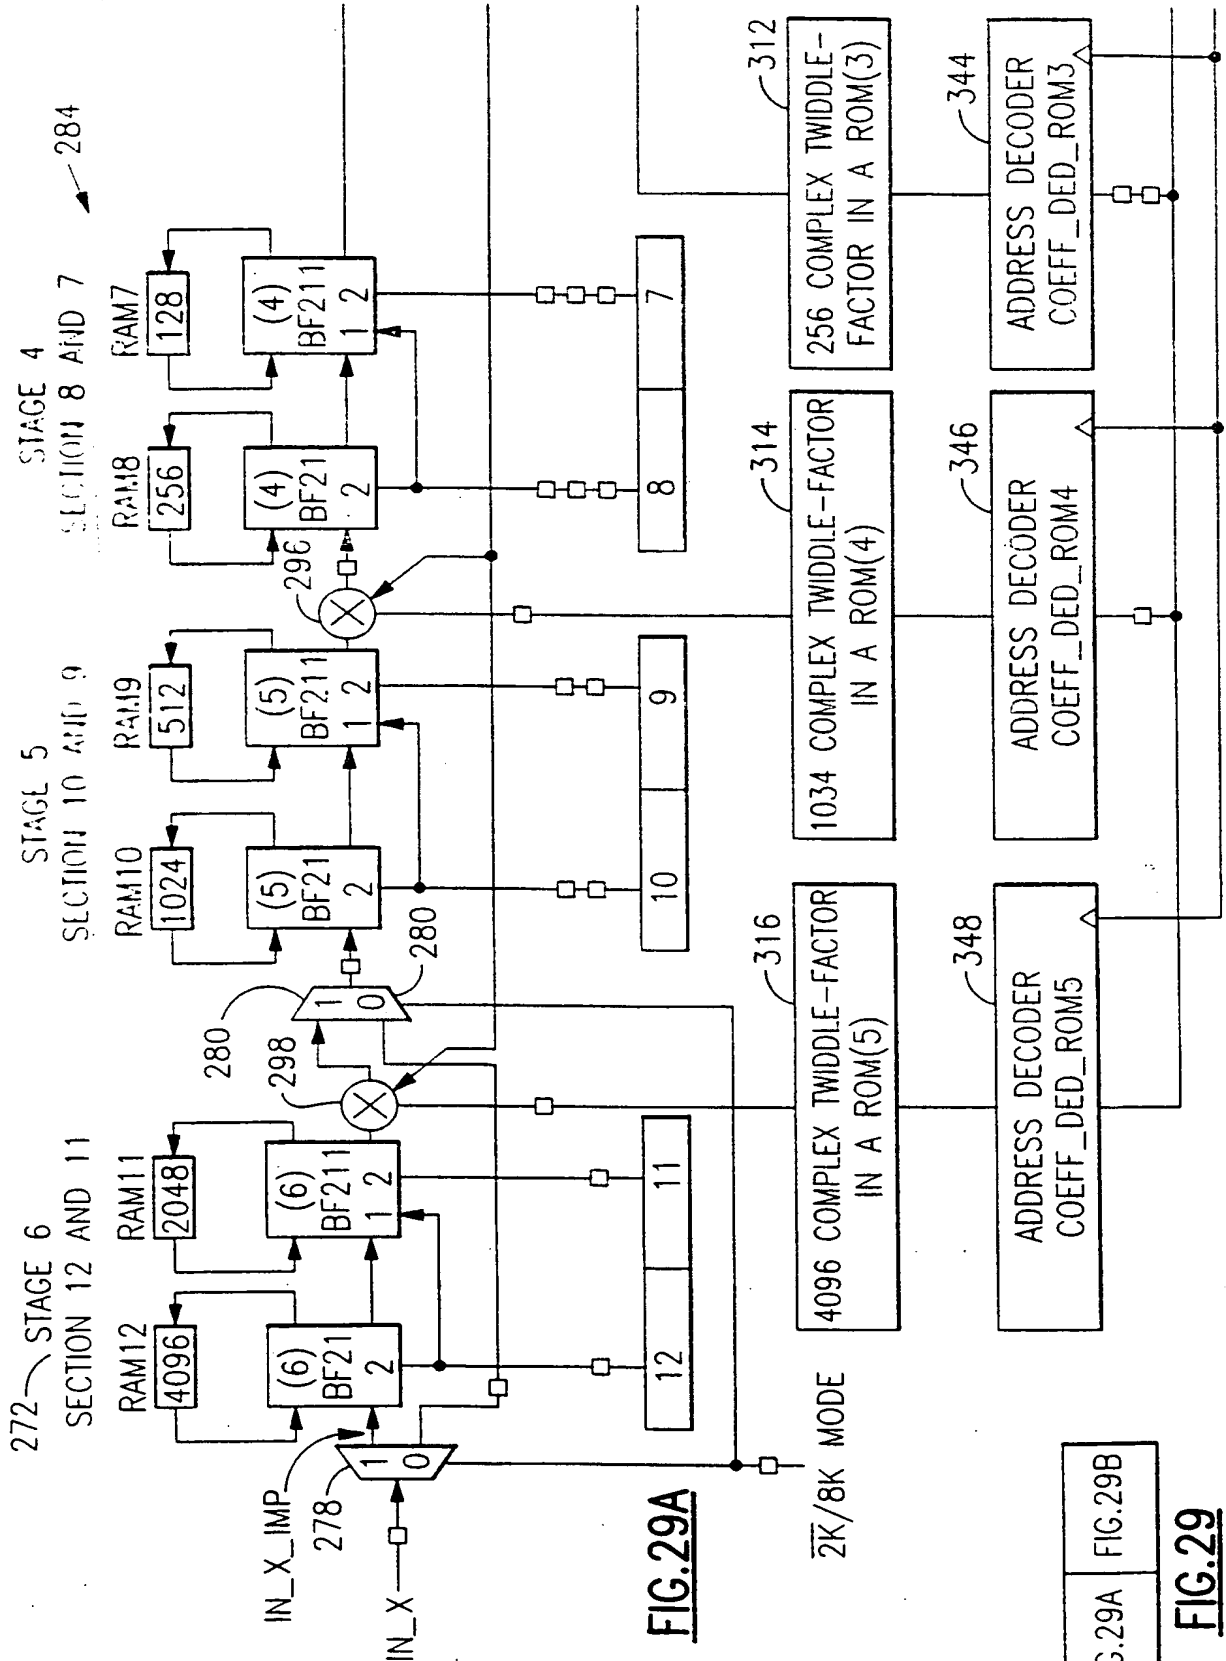 272 STAGE 6
SECTION 12 AND 11
STAGE 5
SECTION 10 AND 9
STAGE 4
SECTION 8 AND 7
284
RAM12
4096
RAM11
2048
RAM10
1024
RAM9
512
RAM8
256
RAM7
128
(6)
BF21
2
(6)
BF211
1 2
(5)
BF21
2
(5)
BF211
1 2
(4)
BF21
2
(4)
BF211
1 2
IN_X_IMP
278
IN_X
1
0
298
280
1
0
280
296
12
11
10
9
8
7
FIG.29A
2K/8K MODE
316
4096 COMPLEX TWIDDLE-FACTOR
IN A ROM(5)
314
1034 COMPLEX TWIDDLE-FACTOR
IN A ROM(4)
312
256 COMPLEX TWIDDLE-
FACTOR IN A ROM(3)
348
ADDRESS DECODER
COEFF_DED_ROM5
346
ADDRESS DECODER
COEFF_DED_ROM4
344
ADDRESS DECODER
COEFF_DED_ROM3
G.29A
FIG.29B
FIG.29